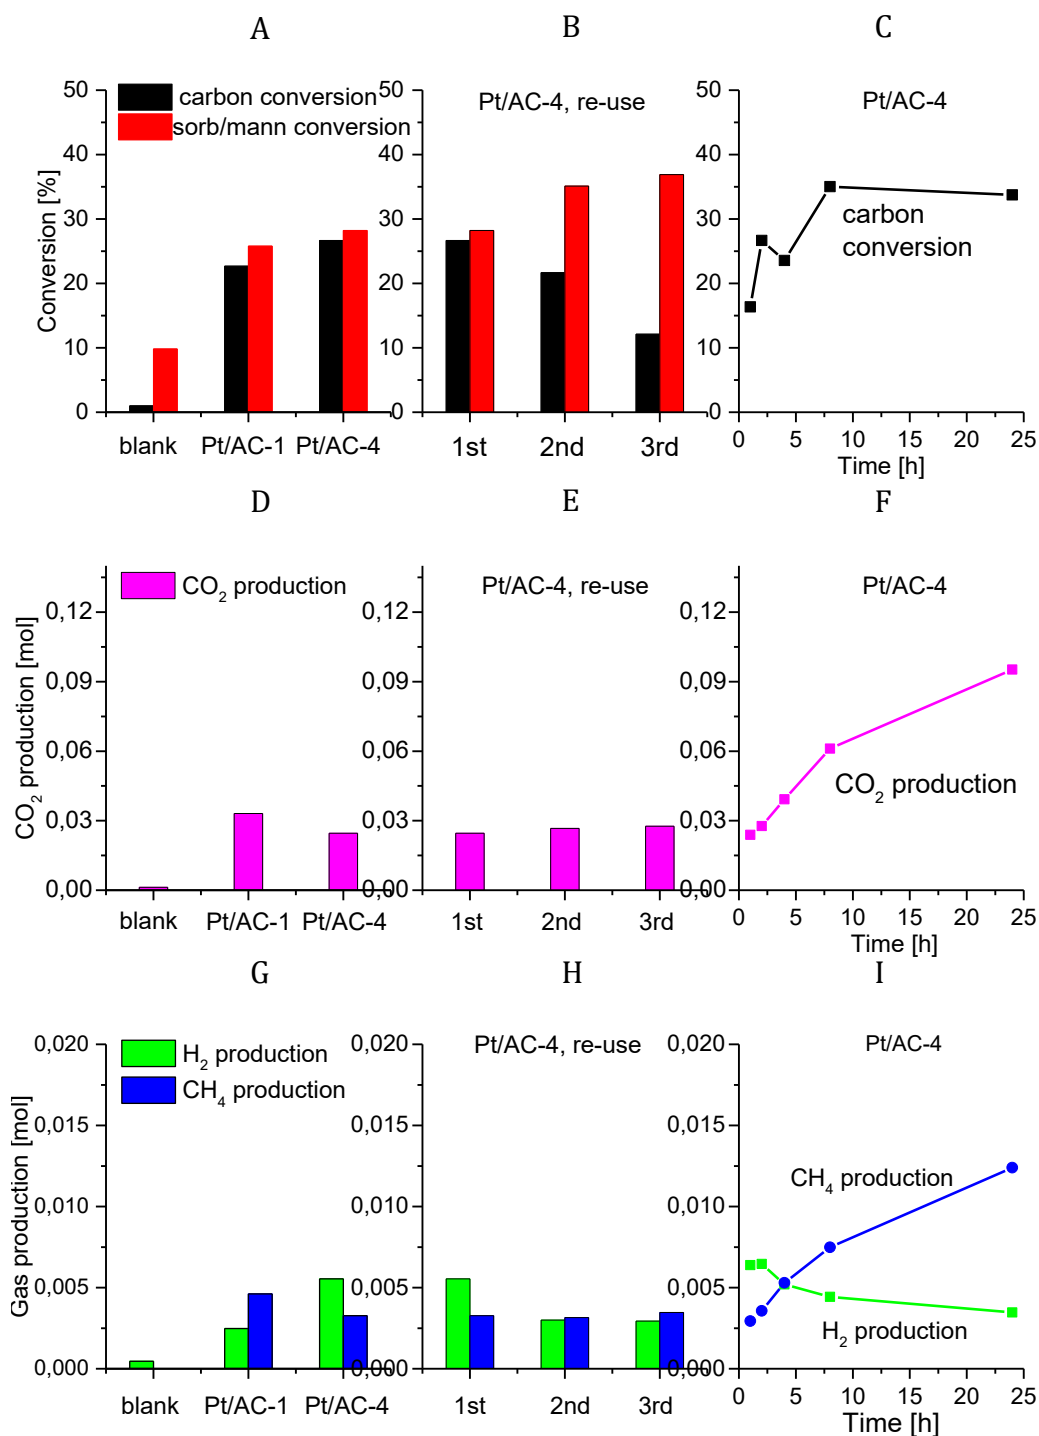 A
B
C
50
40
30
20
10
0
Conversion [%]
carbon conversion
sorb/mann conversion
blank
Pt/AC-1
Pt/AC-4
50
40
30
20
10
0
Pt/AC-4, re-use
1st
2nd
3rd
50
40
30
20
10
0
Pt/AC-4
carbon
conversion
0
5
10
15
20
25
Time [h]
D
E
F
0,12
0,09
0,06
0,03
0,00
CO₂ production [mol]
CO₂ production
blank
Pt/AC-1
Pt/AC-4
0,12
0,09
0,06
0,03
0,00
Pt/AC-4, re-use
1st
2nd
3rd
0,12
0,09
0,06
0,03
0,00
Pt/AC-4
CO₂ production
0
5
10
15
20
25
Time [h]
G
H
I
0,020
0,015
0,010
0,005
0,000
Gas production [mol]
H₂ production
CH₄ production
blank
Pt/AC-1
Pt/AC-4
0,020
0,015
0,010
0,005
0,000
Pt/AC-4, re-use
1st
2nd
3rd
0,020
0,015
0,010
0,005
0,000
Pt/AC-4
CH₄ production
H₂ production
0
5
10
15
20
25
Time [h]